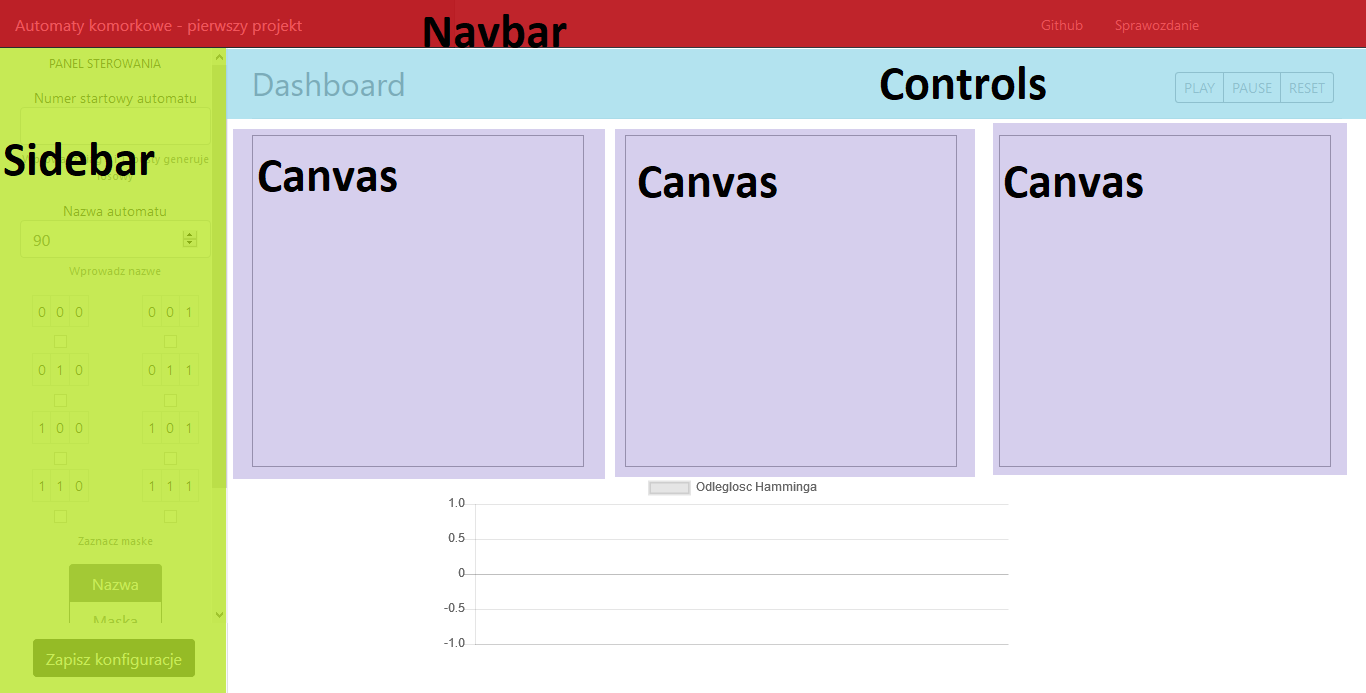 Automaty komorkowe - pierwszy projekt
Navbar
Github
Sprawozdanie
PANEL STEROWANIA
Numer startowy automatu
Sidebar
generuje
Nazwa automatu
90
Wprowadz nazwe
0 0 0
0 0 1
0 1 0
0 1 1
1 0 0
1 0 1
1 1 0
1 1 1
Zaznacz maske
Nazwa
Maska
Zapisz konfiguracje
Dashboard
Controls
PLAY
PAUSE
RESET
Canvas
Canvas
Canvas
Odleglosc Hamminga
1.0
0.5
0
-0.5
-1.0